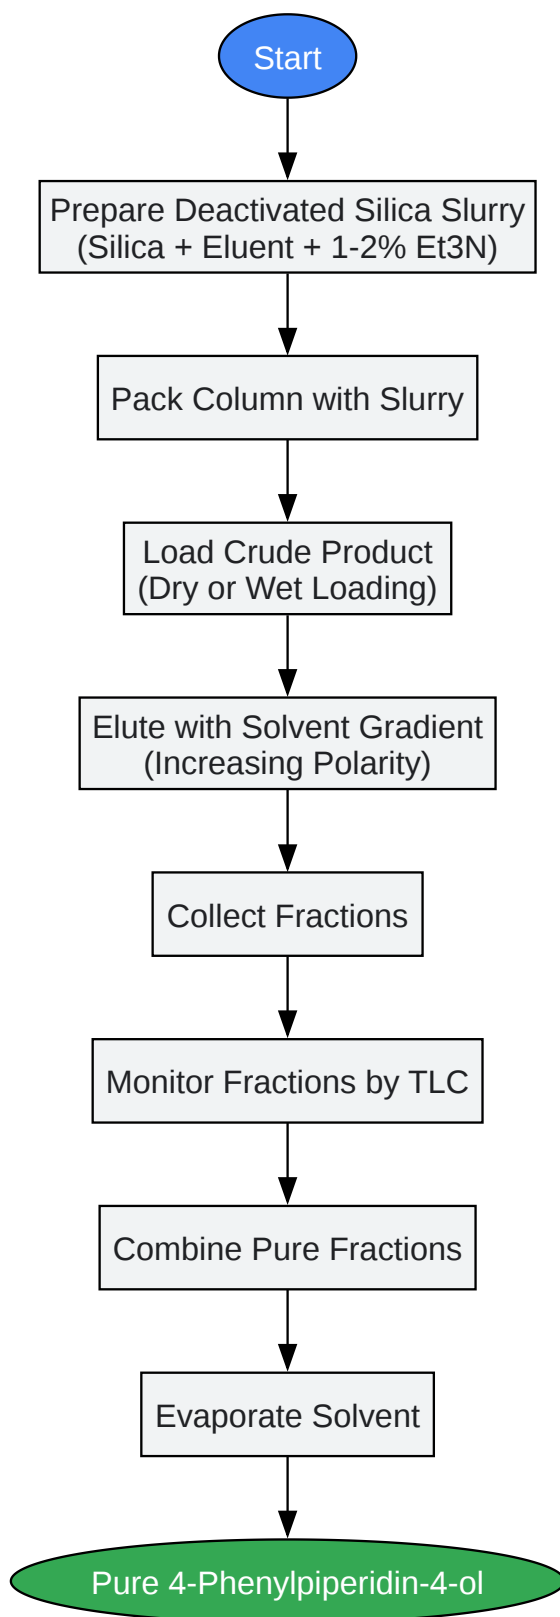 Start
Prepare Deactivated Silica Slurry
(Silica + Eluent + 1-2% Et3N)
Pack Column with Slurry
Load Crude Product
(Dry or Wet Loading)
Elute with Solvent Gradient
(Increasing Polarity)
Collect Fractions
Monitor Fractions by TLC
Combine Pure Fractions
Evaporate Solvent
Pure 4-Phenylpiperidin-4-ol